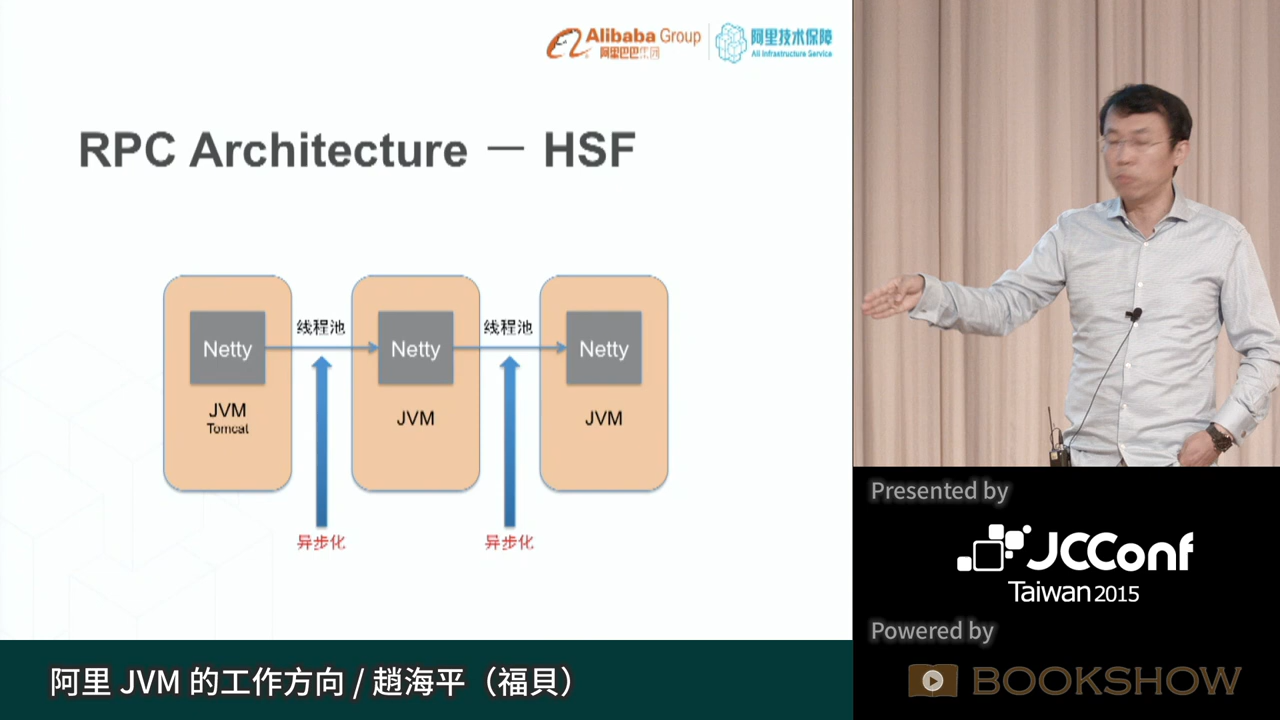 Alibaba Group
阿里巴巴集团
阿里技术保障
Ali Infrastructure Service
RPC Architecture － HSF
线程池
线程池
Netty
Netty
Netty
JVM
Tomcat
JVM
JVM
异步化
异步化
阿里 JVM 的工作方向 / 趙海平（福貝）
Presented by
JCConf
Taiwan 2015
Powered by
BOOKSHOW